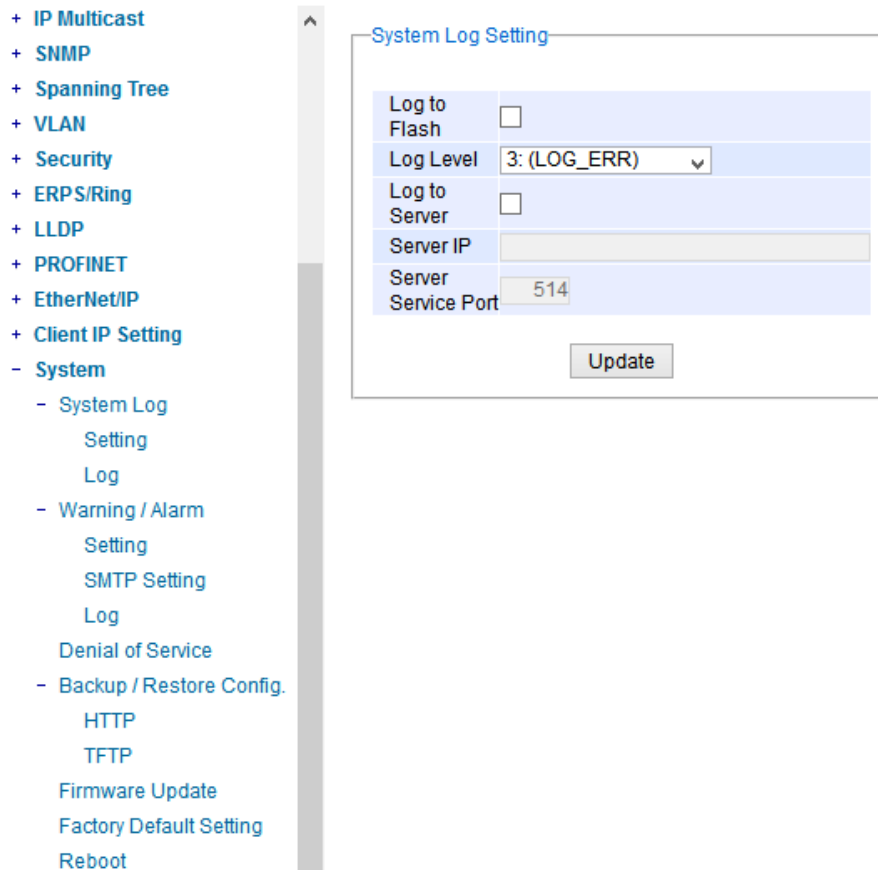 + IP Multicast
+ SNMP
+ Spanning Tree
+ VLAN
+ Security
+ ERPS/Ring
+ LLDP
+ PROFINET
+ EtherNet/IP
+ Client IP Setting
- System
- System Log
Setting
Log
- Warning / Alarm
Setting
SMTP Setting
Log
Denial of Service
- Backup / Restore Config.
HTTP
TFTP
Firmware Update
Factory Default Setting
Reboot
System Log Setting
Log to
Flash
Log Level 3: (LOG_ERR)
Log to
Server
Server IP
Server
Service Port 514
Update